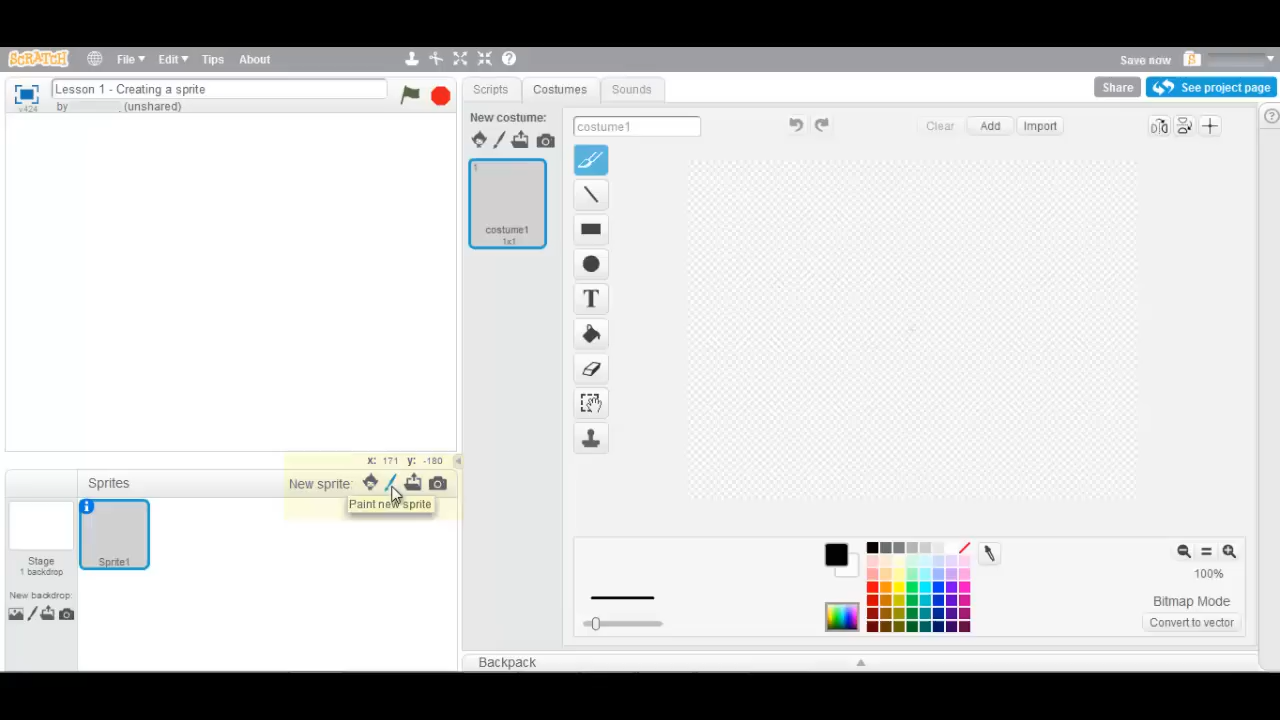 SCRATCH File Edit Tips About Save now
Lesson 1 - Creating a sprite
v424 by (unshared)
Scripts Costumes Sounds Share See project page
New costume:
costume1 Clear Add Import
1
costume1
1x1
T
x: 171 y: -180
Sprites New sprite:
Paint new sprite
Stage
1 backdrop
Sprite1
New backdrop:
100%
Bitmap Mode
Convert to vector
Backpack